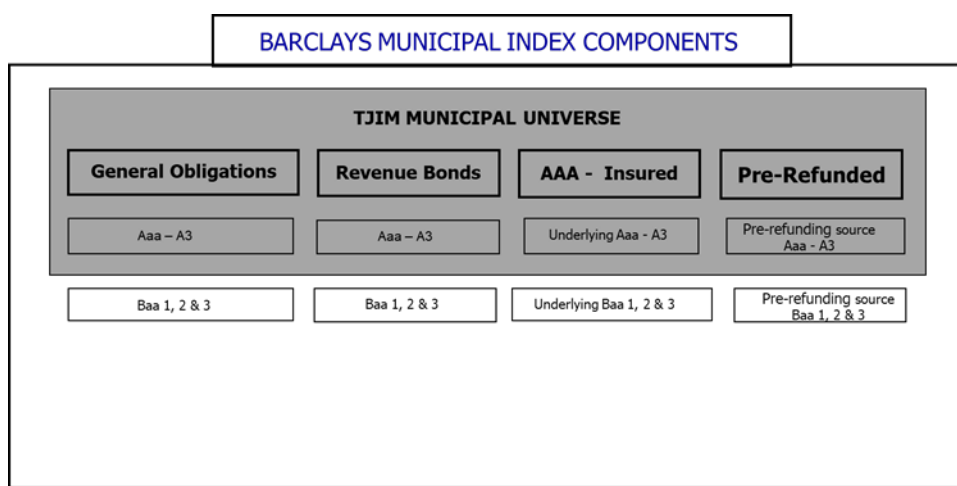 BARCLAYS MUNICIPAL INDEX COMPONENTS
TJIM MUNICIPAL UNIVERSE
General Obligations
Revenue Bonds
AAA - Insured
Pre-Refunded
Aaa – A3
Aaa – A3
Underlying Aaa - A3
Pre-refunding source
Aaa - A3
Baa 1, 2 & 3
Baa 1, 2 & 3
Underlying Baa 1, 2 & 3
Pre-refunding source
Baa 1, 2 & 3